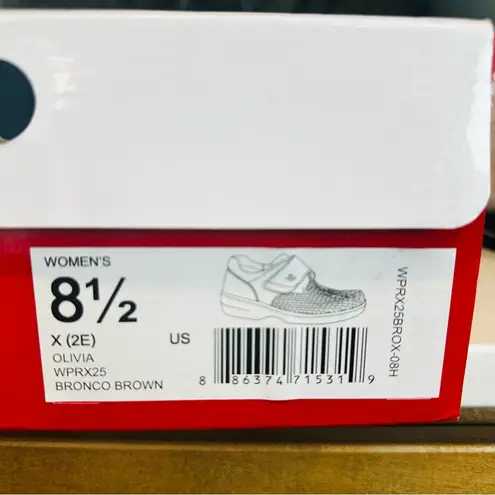 WOMEN'S
8½
X (2E)
US
OLIVIA
WPRX25
BRONCO BROWN
8 86374 71531 9
WPRX25BROX-08H